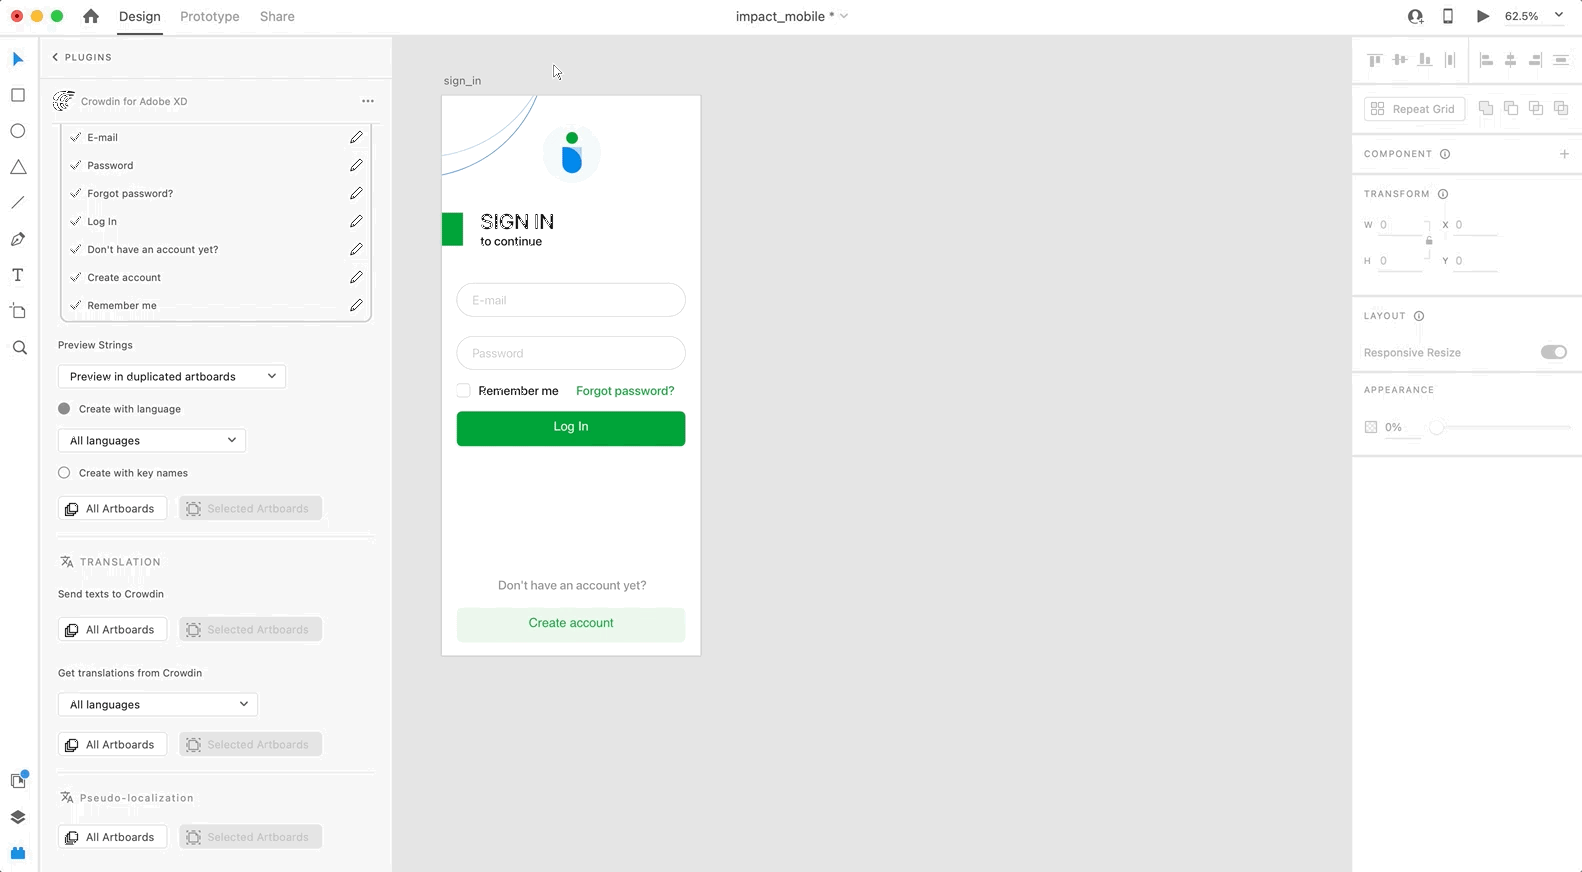 Design
Prototype
Share
impact_mobile *
62.5%
PLUGINS
Crowdin for Adobe XD
E-mail
Password
Forgot password?
Log In
Don't have an account yet?
Create account
Remember me
Preview Strings
Preview in duplicated artboards
Create with language
All languages
Create with key names
All Artboards
Selected Artboards
TRANSLATION
Send texts to Crowdin
All Artboards
Selected Artboards
Get translations from Crowdin
All languages
All Artboards
Selected Artboards
Pseudo-localization
All Artboards
Selected Artboards
sign_in
SIGN IN
to continue
E-mail
Password
Remember me
Forgot password?
Log In
Don't have an account yet?
Create account
Repeat Grid
COMPONENT
TRANSFORM
W 0 X 0
H 0 Y 0
LAYOUT
Responsive Resize
APPEARANCE
0%